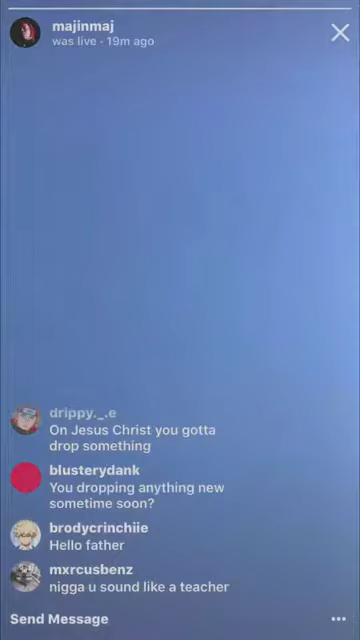 majinmaj
was live · 19m ago
drippy._.e
On Jesus Christ you gotta
drop something
blusterydank
You dropping anything new
sometime soon?
brodycrinchiie
Hello father
mxrcusbenz
nigga u sound like a teacher
Send Message